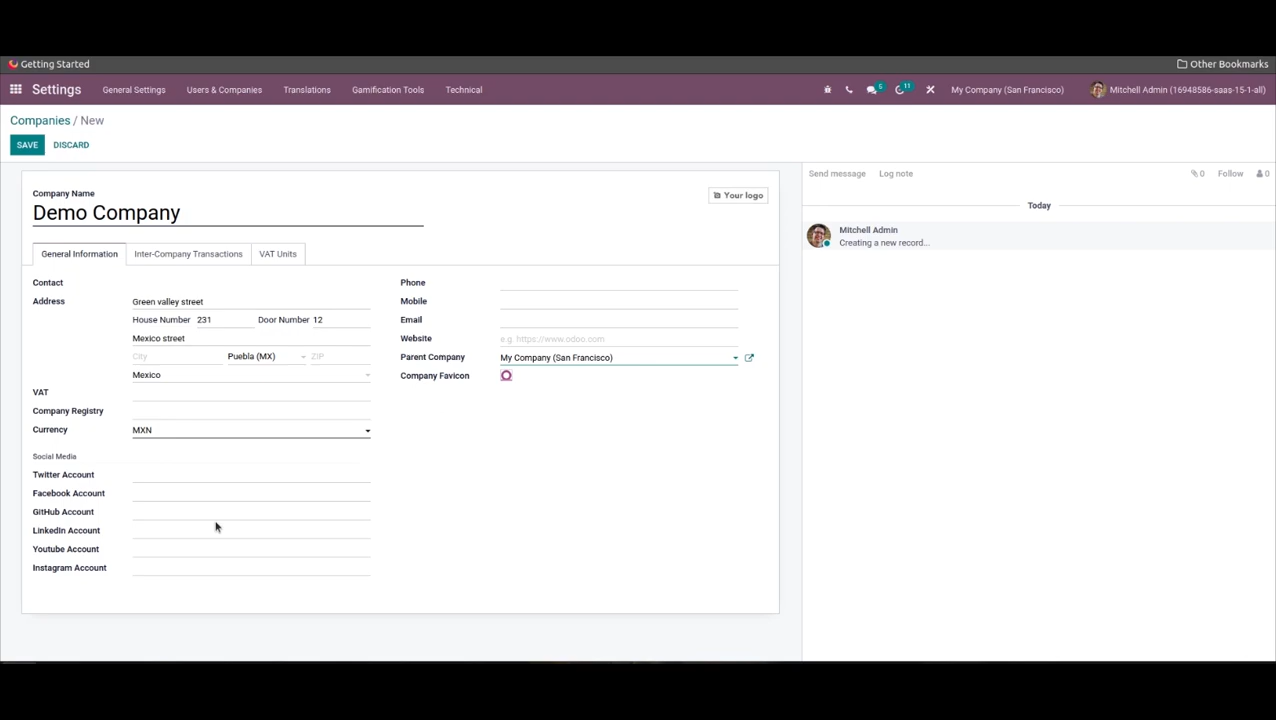 Getting Started
Other Bookmarks
Settings General Settings Users & Companies Translations Gamification Tools Technical 5 11 My Company (San Francisco) Mitchell Admin (16948586-saas-15-1-all)
Companies / New
SAVE DISCARD
Send message Log note 0 Follow 0
Today
Mitchell Admin
Creating a new record...
Company Name
Your logo
Demo Company
General Information Inter-Company Transactions VAT Units
Contact
Address Green valley street
House Number 231 Door Number 12
Mexico street
City Puebla (MX) ZIP
Mexico
VAT
Company Registry
Currency MXN
Phone
Mobile
Email
Website e.g. https://www.odoo.com
Parent Company My Company (San Francisco)
Company Favicon
Social Media
Twitter Account
Facebook Account
GitHub Account
LinkedIn Account
Youtube Account
Instagram Account